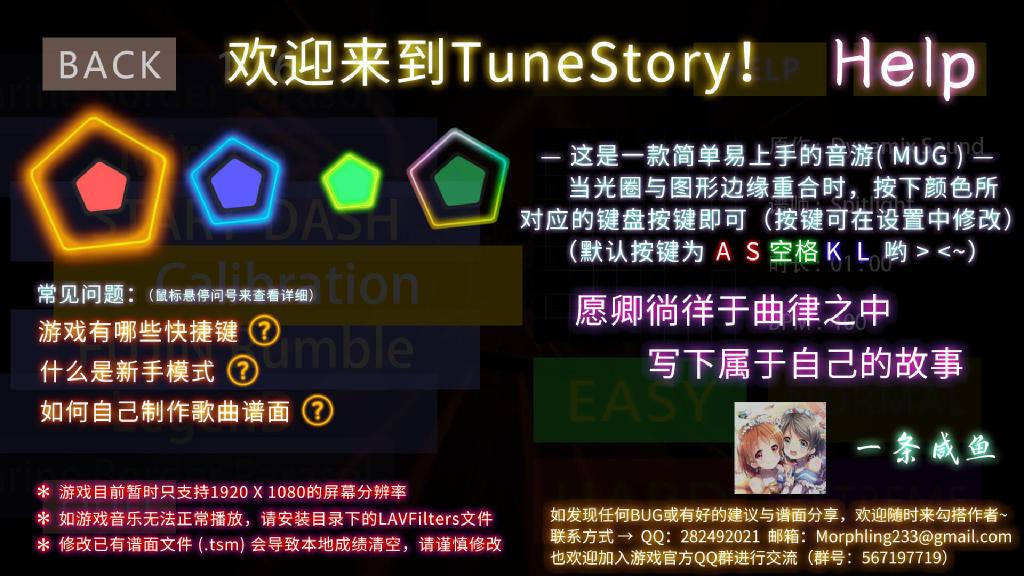 BACK
欢迎来到TuneStory!
Help
— 这是一款简单易上手的音游( MUG ) —
当光圈与图形边缘重合时，按下颜色所
对应的键盘按键即可（按键可在设置中修改）
（默认按键为 A S 空格 K L 哟 > <~）
常见问题：（鼠标悬停问号来查看详细）
游戏有哪些快捷键 ?
什么是新手模式 ?
如何自己制作歌曲谱面 ?
愿卿徜徉于曲律之中
写下属于自己的故事
一条咸鱼
* 游戏目前暂时只支持1920 X 1080的屏幕分辨率
* 如游戏音乐无法正常播放，请安装目录下的LAVFilters文件
* 修改已有谱面文件 (.tsm) 会导致本地成绩清空，请谨慎修改
如发现任何BUG或有好的建议与谱面分享，欢迎随时来勾搭作者~
联系方式 → QQ：282492021 邮箱：Morphling233@gmail.com
也欢迎加入游戏官方QQ群进行交流（群号：567197719）
START DASH
Calibration
Rumble
EASY